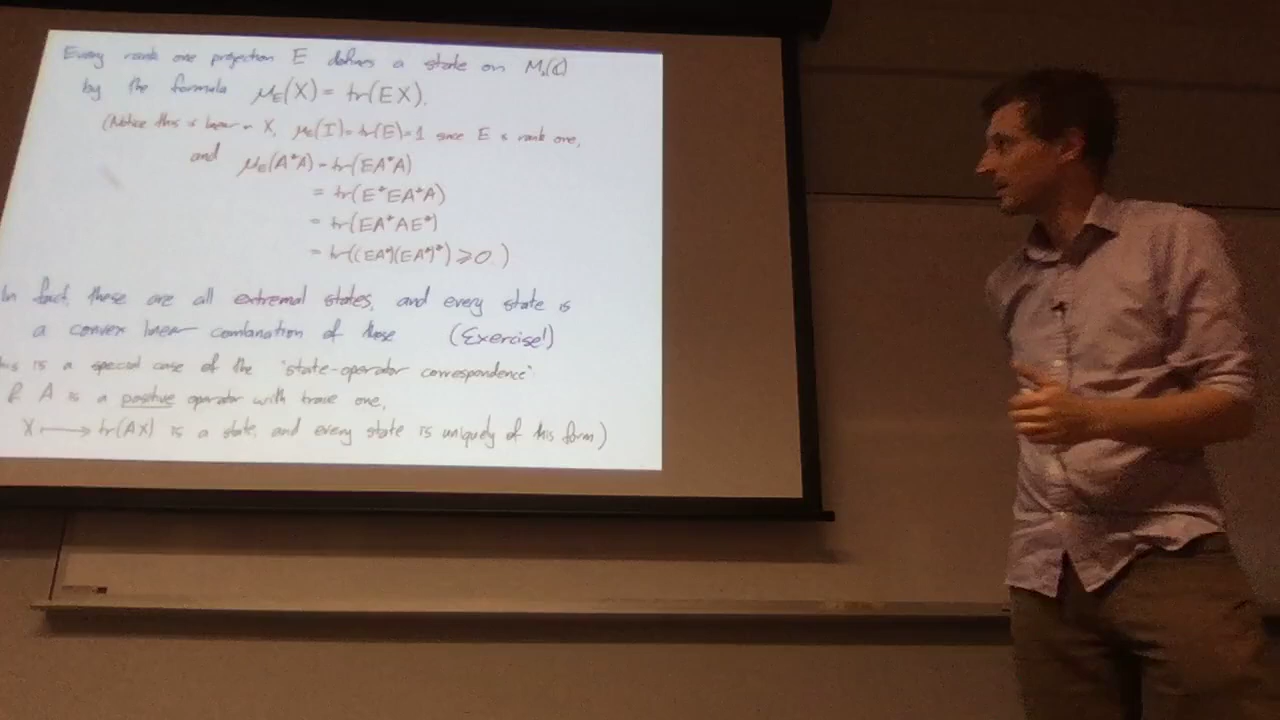 Every rank one projection E defines a state on Mₙ(ℂ)
by the formula μ_E(X) = tr(EX).
(Notice this is linear in X, μ_E(I)=tr(E)=1 since E is rank one,
and μ_E(A*A) = tr(EA*A)
= tr(E*EA*A)
= tr(EA*AE*)
= tr((EA*)(EA*)*) ⩾ 0.)
In fact, these are all extremal states, and every state is
a convex linear combination of those (Exercise!)
his is a special case of the "state-operator correspondence"
f A is a positive operator with trace one,
X ⟼ tr(AX) is a state, and every state is uniquely of this form)